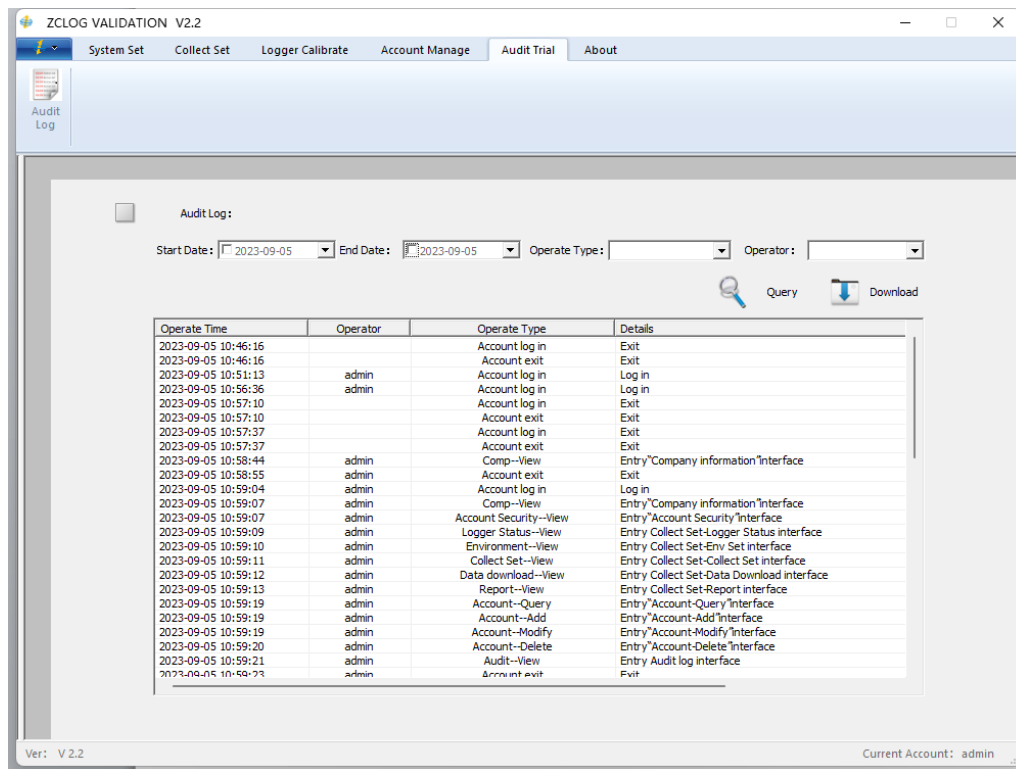 ZCLOG VALIDATION V2.2
System Set Collect Set Logger Calibrate Account Manage Audit Trial About
Audit
Log
Audit Log:
Start Date: 2023-09-05 End Date: 2023-09-05 Operate Type: Operator:
Query Download
Operate Time Operator Operate Type Details
2023-09-05 10:46:16 Account log in Exit
2023-09-05 10:46:16 Account exit Exit
2023-09-05 10:51:13 admin Account log in Log in
2023-09-05 10:56:36 admin Account log in Log in
2023-09-05 10:57:10 Account log in Exit
2023-09-05 10:57:10 Account exit Exit
2023-09-05 10:57:37 Account log in Exit
2023-09-05 10:57:37 Account exit Exit
2023-09-05 10:58:44 admin Comp--View Entry“Company information”interface
2023-09-05 10:58:55 admin Account exit Exit
2023-09-05 10:59:04 admin Account log in Log in
2023-09-05 10:59:07 admin Comp--View Entry“Company information”interface
2023-09-05 10:59:07 admin Account Security--View Entry“Account Security”interface
2023-09-05 10:59:09 admin Logger Status--View Entry Collect Set-Logger Status interface
2023-09-05 10:59:10 admin Environment--View Entry Collect Set-Env Set interface
2023-09-05 10:59:11 admin Collect Set--View Entry Collect Set-Collect Set interface
2023-09-05 10:59:12 admin Data download--View Entry Collect Set-Data Download interface
2023-09-05 10:59:13 admin Report--View Entry Collect Set-Report interface
2023-09-05 10:59:19 admin Account--Query Entry“Account-Query”interface
2023-09-05 10:59:19 admin Account--Add Entry“Account-Add”interface
2023-09-05 10:59:19 admin Account--Modify Entry“Account-Modify”interface
2023-09-05 10:59:20 admin Account--Delete Entry“Account-Delete”interface
2023-09-05 10:59:21 admin Audit--View Entry Audit log interface
2023-09-05 10:59:23 admin Account exit Exit
Ver: V 2.2 Current Account: admin